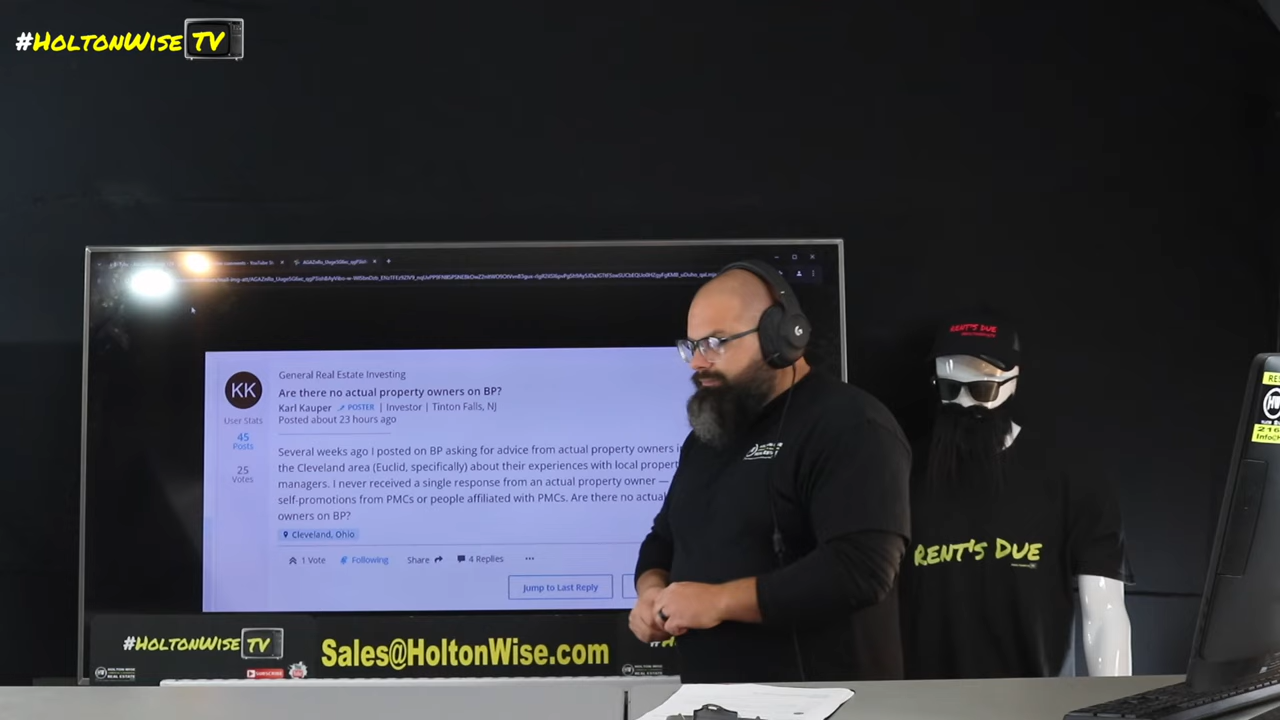 #HOLTONWISE TV
General Real Estate Investing
KK
Are there no actual property owners on BP?
Karl Kauper POSTER | Investor | Tinton Falls, NJ
Posted about 23 hours ago
User Stats
45
Posts
25
Votes
Several weeks ago I posted on BP asking for advice from actual property owners
the Cleveland area (Euclid, specifically) about their experiences with local
managers. I never received a single response from an actual property owner —
self-promotions from PMCs or people affiliated with PMCs. Are there no actual
owners on BP?
Cleveland, Ohio
1 Vote Following Share 4 Replies ...
Jump to Last Reply
#HOLTONWISE TV
SUBSCRIBE
REAL ESTATE
Sales@HoltonWise.com
RENT'S DUE
RENT'S DUE
HW